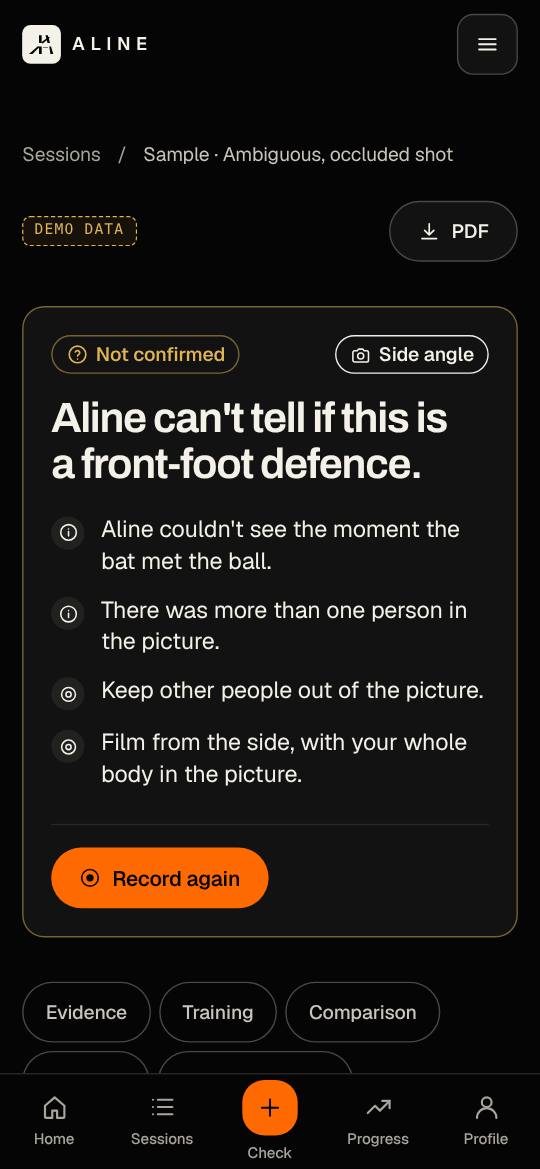 ALINE
Sessions / Sample · Ambiguous, occluded shot
DEMO DATA
PDF
Not confirmed
Side angle
Aline can't tell if this is
a front-foot defence.
Aline couldn't see the moment the
bat met the ball.
There was more than one person in
the picture.
Keep other people out of the picture.
Film from the side, with your whole
body in the picture.
Record again
Evidence
Training
Comparison
Home
Sessions
Check
Progress
Profile